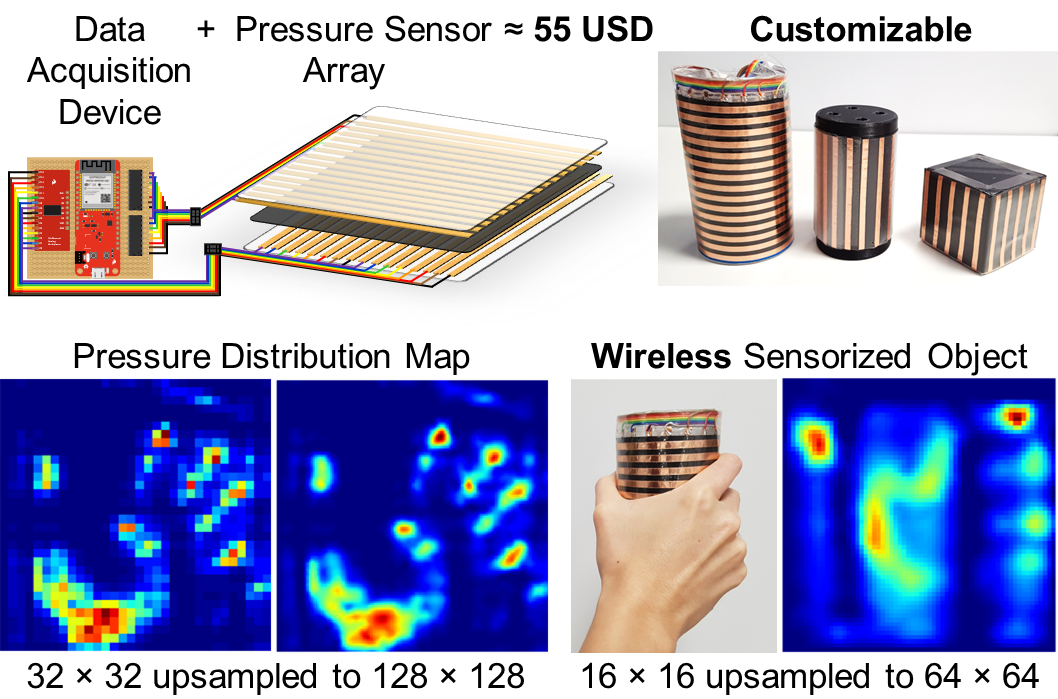 Data + Pressure Sensor ≈ 55 USD
Acquisition Array
Device
Customizable
Pressure Distribution Map
Wireless Sensorized Object
32 × 32 upsampled to 128 × 128
16 × 16 upsampled to 64 × 64